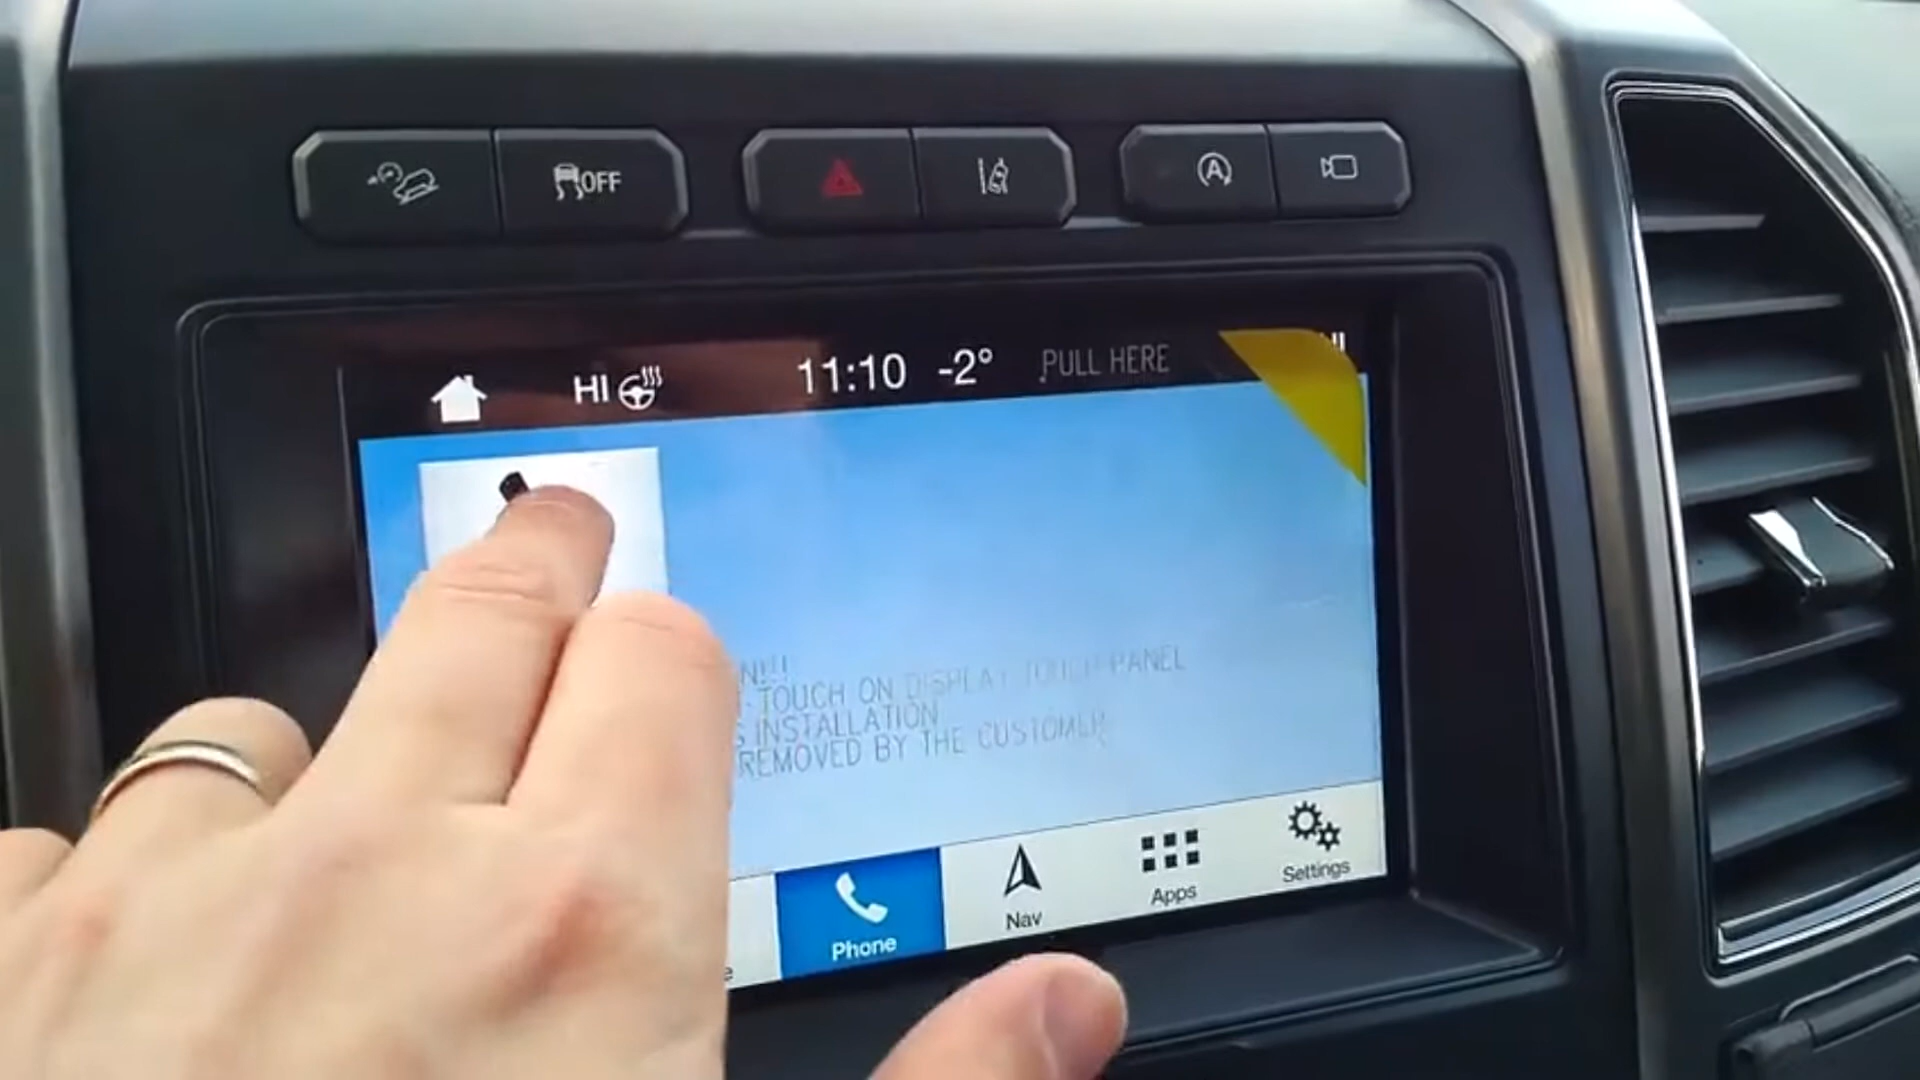 OFF
A
HI 11:10 -2° PULL HERE HI
N!!!
TOUCH ON DISPLAY TOUCH PANEL
S INSTALLATION
REMOVED BY THE CUSTOMER
e Phone Nav Apps Settings